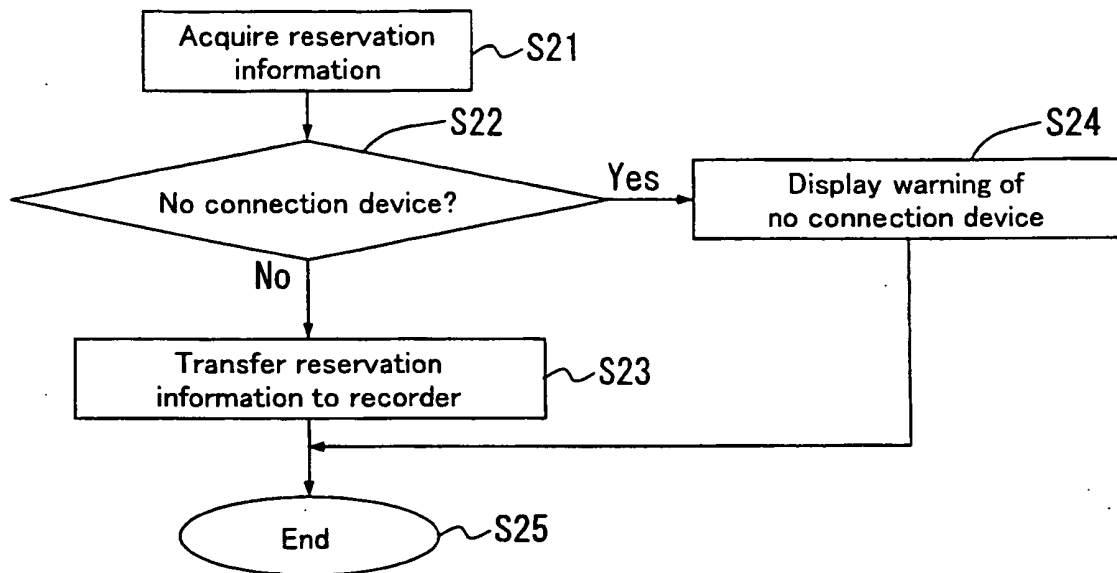 Acquire reservation
information
S21
S22
No connection device?
Yes
S24
Display warning of
no connection device
No
Transfer reservation
information to recorder
S23
End
S25